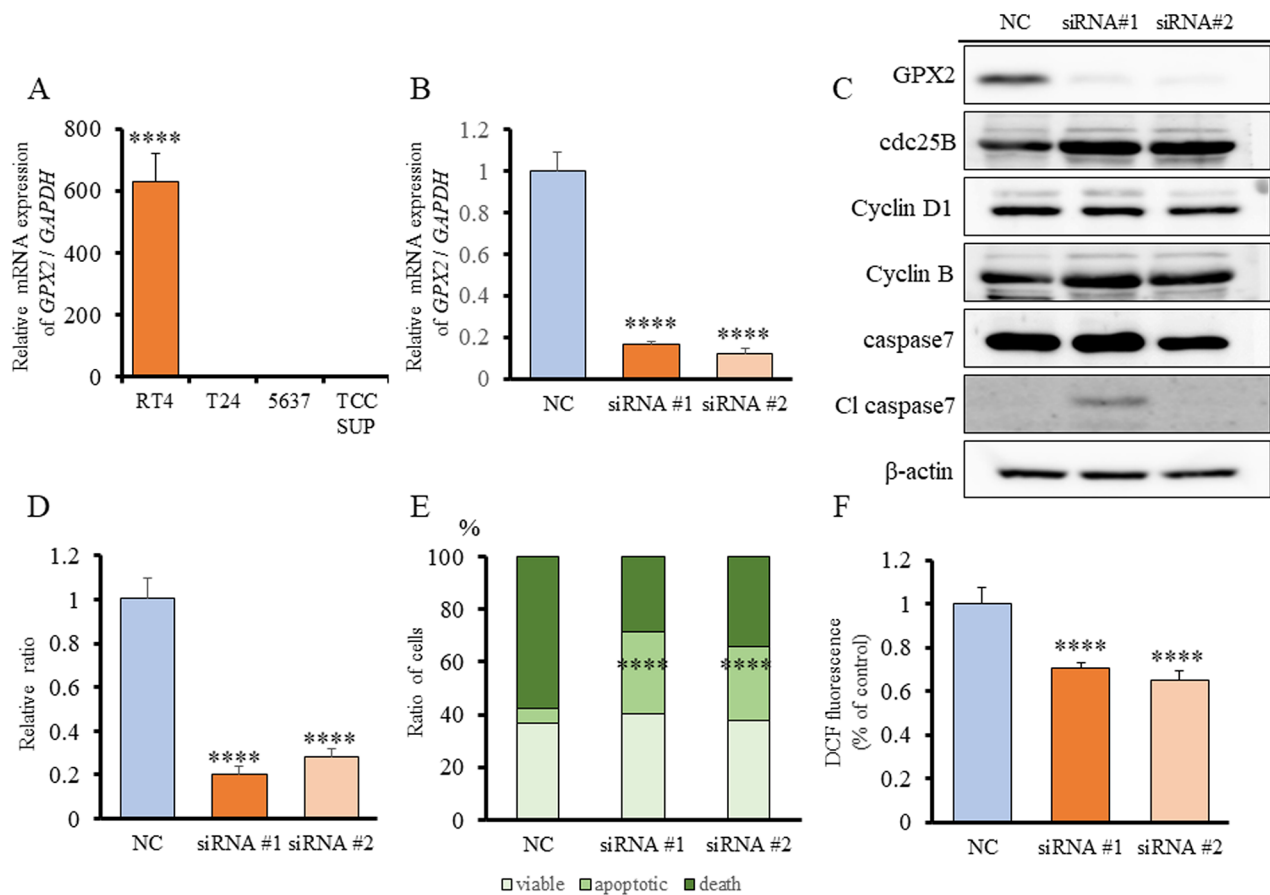 A
Relative mRNA expression
of GPX2 / GAPDH
800
600
400
200
0
****
RT4
T24
5637
TCC
SUP
B
Relative mRNA expression
of GPX2 / GAPDH
1.2
1
0.8
0.6
0.4
0.2
0
****
****
NC
siRNA #1
siRNA #2
C
NC
siRNA#1
siRNA#2
GPX2
cdc25B
Cyclin D1
Cyclin B
caspase7
Cl caspase7
β-actin
D
Relative ratio
1.2
1
0.8
0.6
0.4
0.2
0
****
****
NC
siRNA #1
siRNA #2
E
%
Ratio of cells
100
80
60
40
20
0
****
****
NC
siRNA #1
siRNA #2
viable
apoptotic
death
F
DCF fluorescence
(% of control)
1.2
1
0.8
0.6
0.4
0.2
0
****
****
NC
siRNA #1
siRNA #2